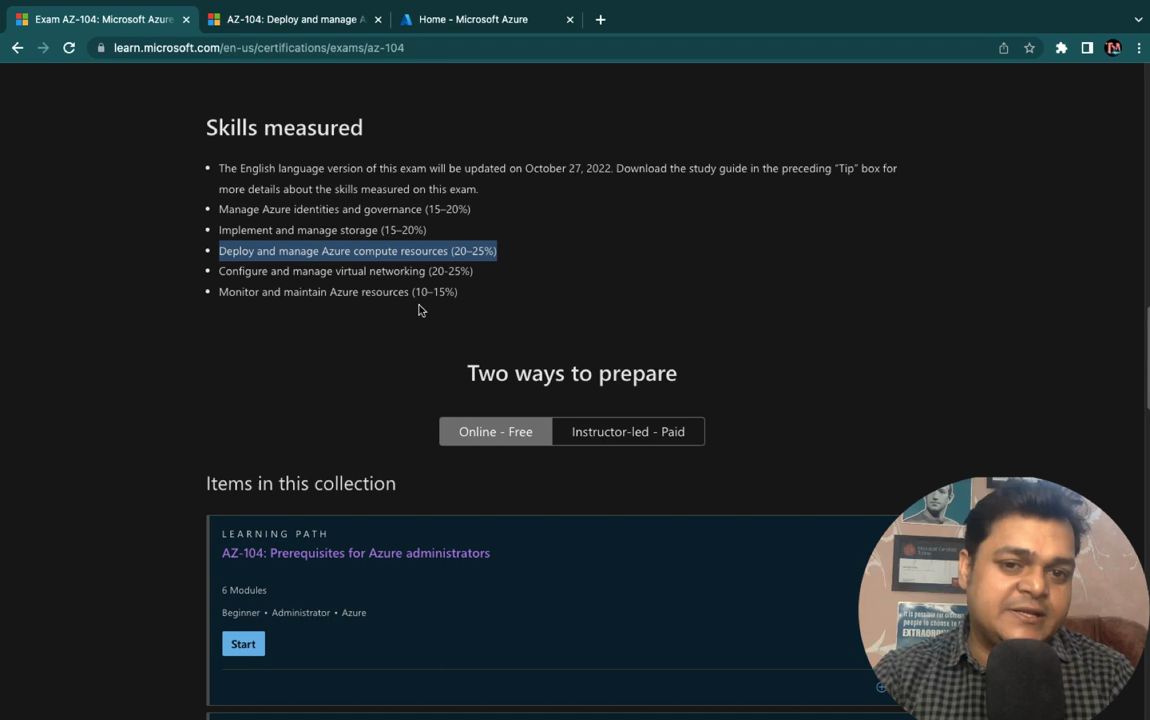 Exam AZ-104: Microsoft Azure
AZ-104: Deploy and manage A
Home - Microsoft Azure
learn.microsoft.com/en-us/certifications/exams/az-104
TM
Skills measured
The English language version of this exam will be updated on October 27, 2022. Download the study guide in the preceding “Tip” box for
more details about the skills measured on this exam.
Manage Azure identities and governance (15–20%)
Implement and manage storage (15–20%)
Deploy and manage Azure compute resources (20–25%)
Configure and manage virtual networking (20-25%)
Monitor and maintain Azure resources (10–15%)
Two ways to prepare
Online - Free
Instructor-led - Paid
Items in this collection
LEARNING PATH
AZ-104: Prerequisites for Azure administrators
6 Modules
Beginner • Administrator • Azure
Start
people to choose to
EXTRAOR